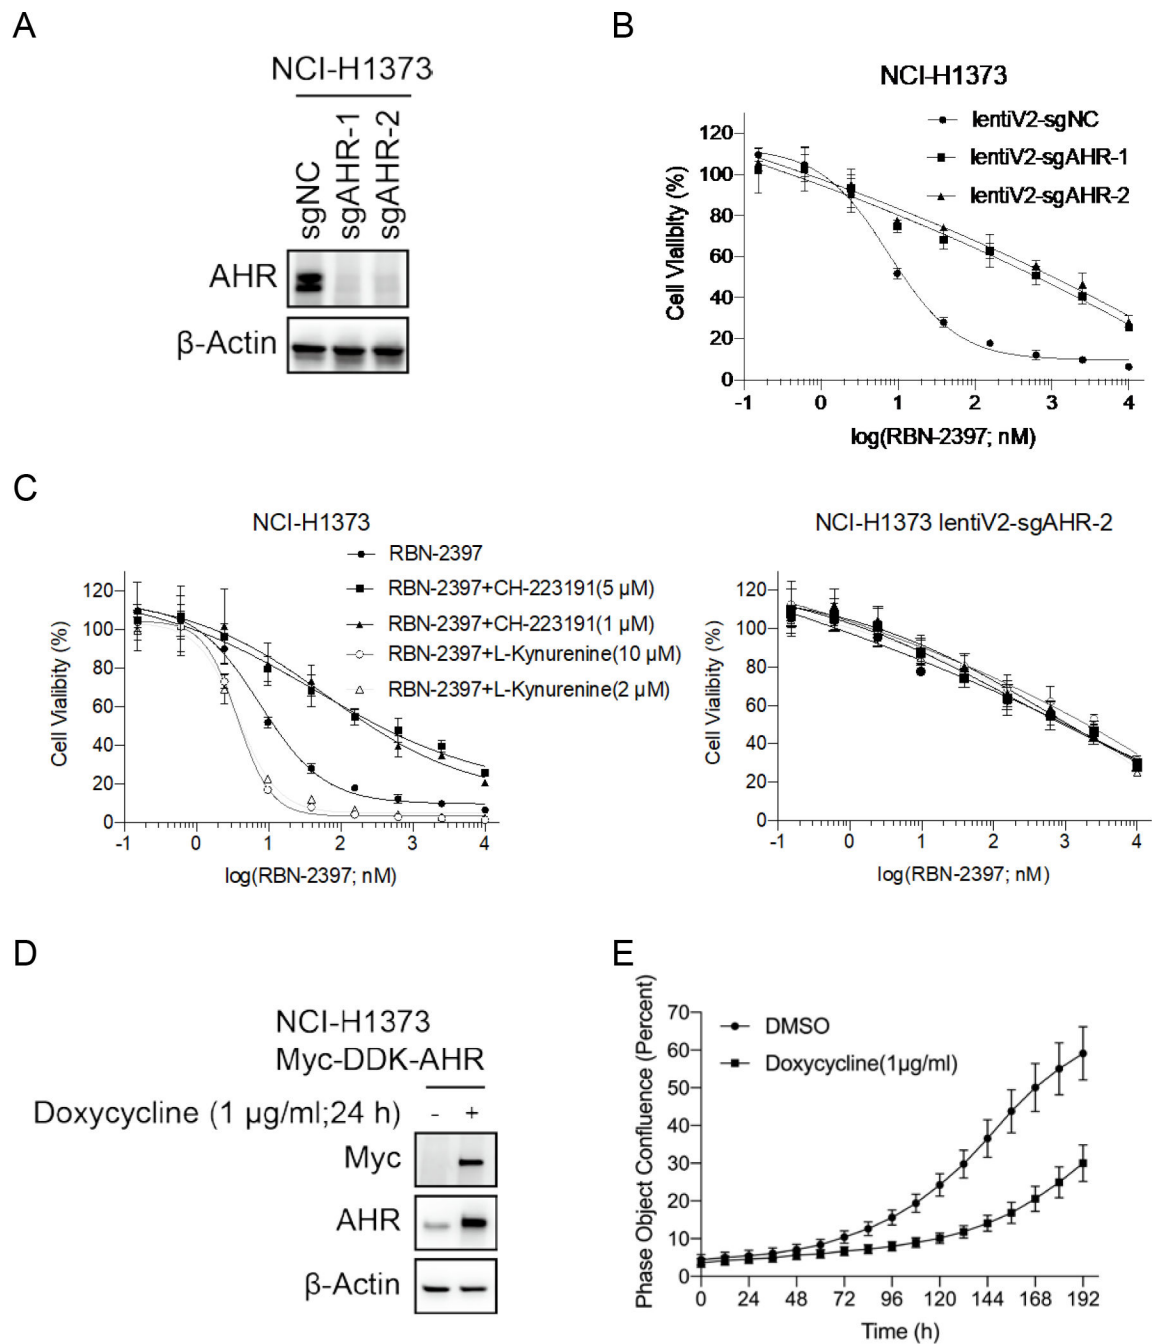 A
NCI-H1373
sgNC
sgAHR-1
sgAHR-2
AHR
β-Actin
B
NCI-H1373
lentiV2-sgNC
lentiV2-sgAHR-1
lentiV2-sgAHR-2
Cell Vialibity (%)
120
100
80
60
40
20
0
-1 0 1 2 3 4
log(RBN-2397; nM)
C
NCI-H1373
RBN-2397
RBN-2397+CH-223191(5 µM)
RBN-2397+CH-223191(1 µM)
RBN-2397+L-Kynurenine(10 µM)
RBN-2397+L-Kynurenine(2 µM)
Cell Vialibity (%)
120
100
80
60
40
20
0
-1 0 1 2 3 4
log(RBN-2397; nM)
NCI-H1373 lentiV2-sgAHR-2
Cell Vialibity (%)
120
100
80
60
40
20
0
-1 0 1 2 3 4
log(RBN-2397; nM)
D
NCI-H1373
Myc-DDK-AHR
Doxycycline (1 µg/ml;24 h) - +
Myc
AHR
β-Actin
E
DMSO
Doxycycline(1µg/ml)
Phase Object Confluence (Percent)
70
60
50
40
30
20
10
0
0 24 48 72 96 120 144 168 192
Time (h)